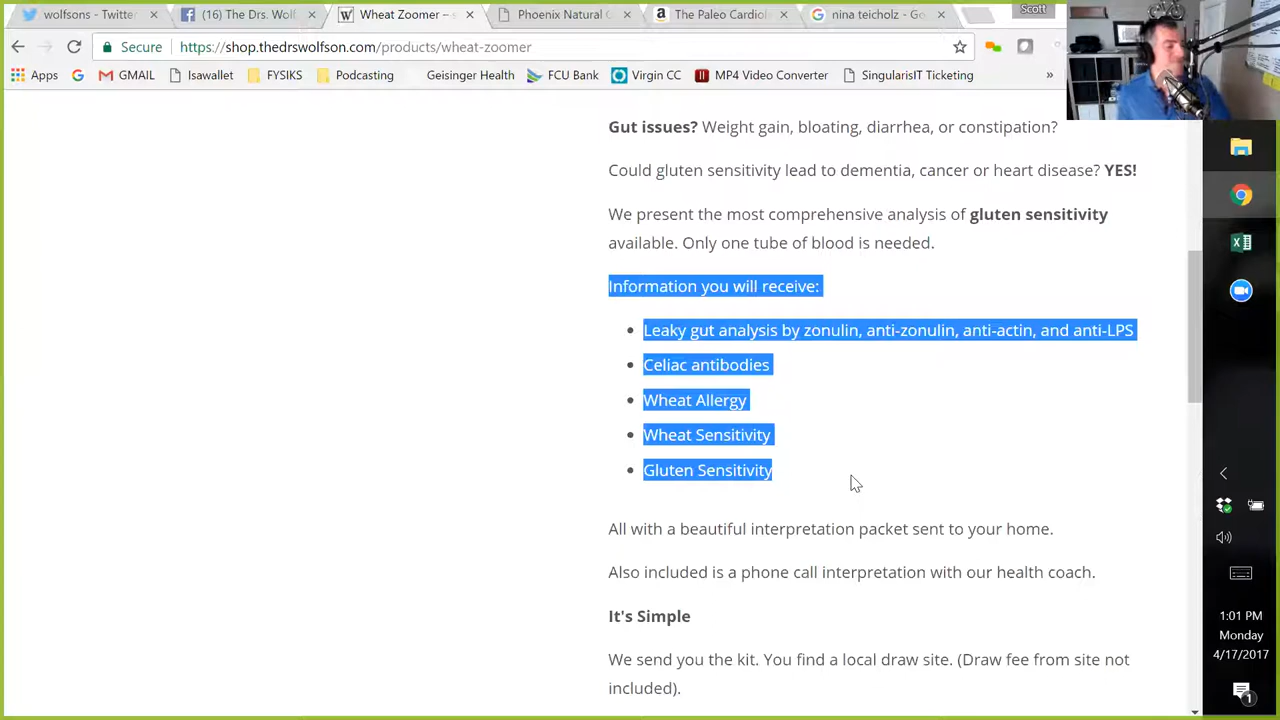 wolfsons - Twitter
(16) The Drs. Wolf
Wheat Zoomer – s
Phoenix Natural C
The Paleo Cardiol
nina teicholz - Go
Scott
Secure
https://shop.thedrswolfson.com/products/wheat-zoomer
Apps
GMAIL
Isawallet
FYSIKS
Podcasting
Geisinger Health
FCU Bank
Virgin CC
MP4 Video Converter
SingularisIT Ticketing
»
Gut issues? Weight gain, bloating, diarrhea, or constipation?
Could gluten sensitivity lead to dementia, cancer or heart disease? YES!
We present the most comprehensive analysis of gluten sensitivity
available. Only one tube of blood is needed.
Information you will receive:
Leaky gut analysis by zonulin, anti-zonulin, anti-actin, and anti-LPS
Celiac antibodies
Wheat Allergy
Wheat Sensitivity
Gluten Sensitivity
All with a beautiful interpretation packet sent to your home.
Also included is a phone call interpretation with our health coach.
It's Simple
We send you the kit. You find a local draw site. (Draw fee from site not
included).
1:01 PM
Monday
4/17/2017
1